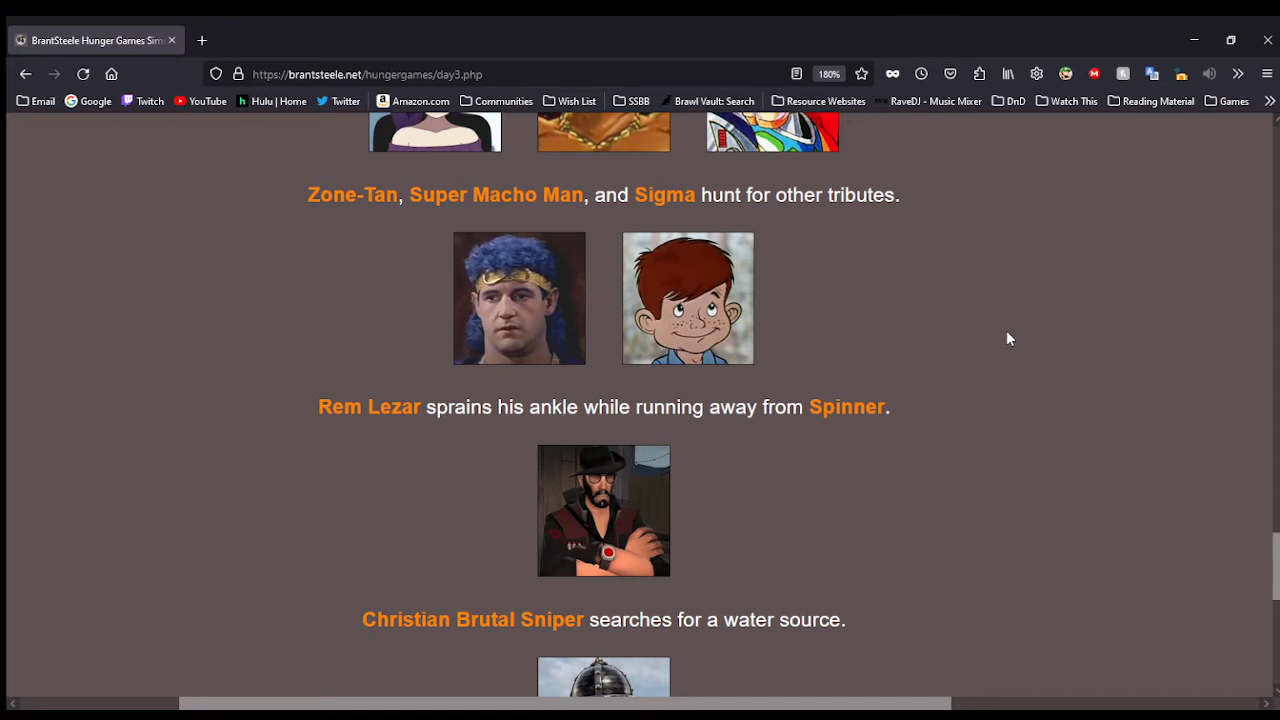 BrantSteele Hunger Games Sim
https://brantsteele.net/hungergames/day3.php
180%
Email Google Twitch YouTube Hulu | Home Twitter Amazon.com Communities Wish List SSBB Brawl Vault: Search Resource Websites RaveDJ - Music Mixer DnD Watch This Reading Material Games
Zone-Tan, Super Macho Man, and Sigma hunt for other tributes.
Rem Lezar sprains his ankle while running away from Spinner.
Christian Brutal Sniper searches for a water source.